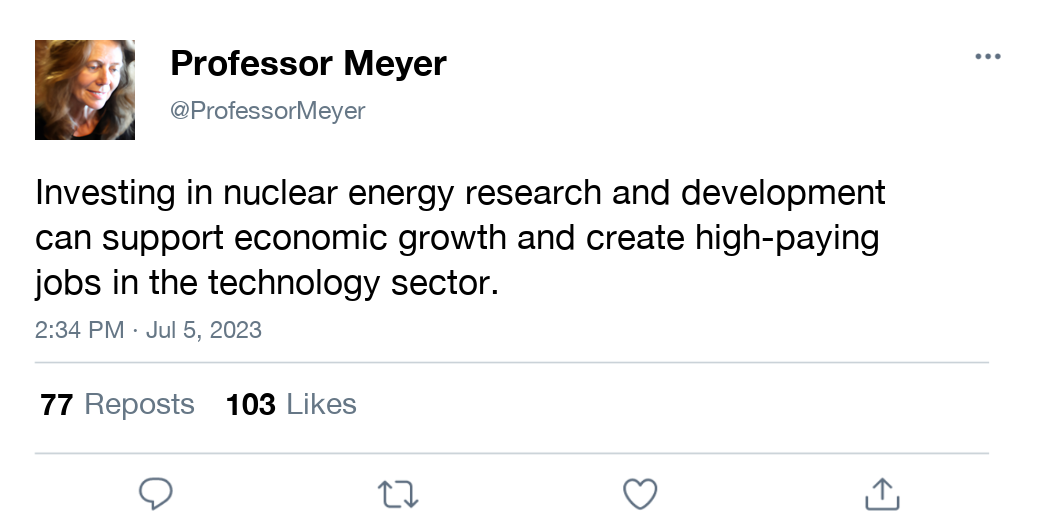 Professor Meyer
@ProfessorMeyer
Investing in nuclear energy research and development
can support economic growth and create high-paying
jobs in the technology sector.
2:34 PM · Jul 5, 2023
77 Reposts 103 Likes